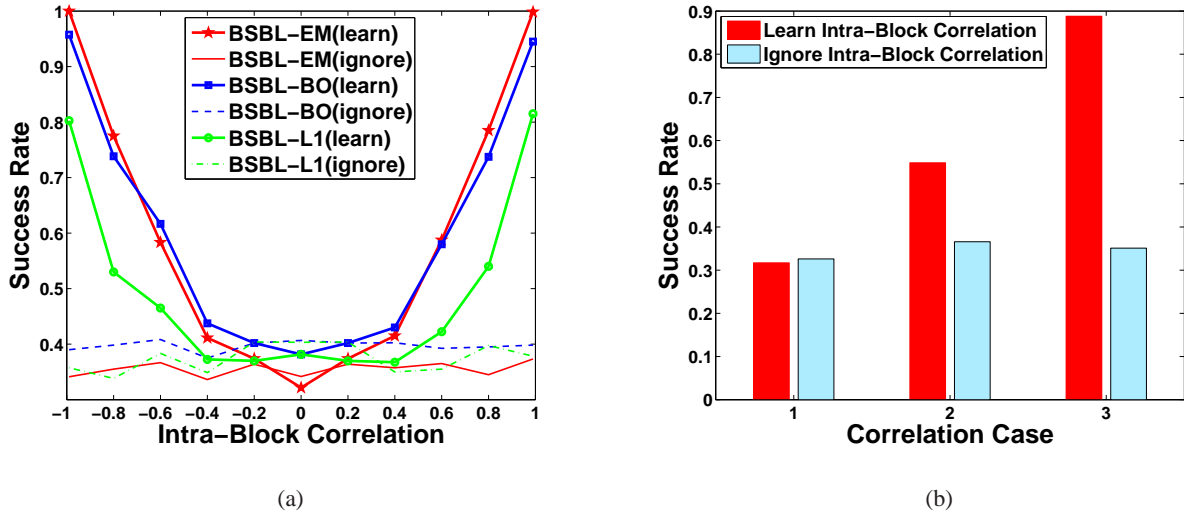 BSBL−EM(learn)
BSBL−EM(ignore)
BSBL−BO(learn)
BSBL−BO(ignore)
BSBL−L1(learn)
BSBL−L1(ignore)
Success Rate
1
0.9
0.8
0.7
0.6
0.5
0.4
−1 −0.8 −0.6 −0.4 −0.2 0 0.2 0.4 0.6 0.8 1
Intra−Block Correlation
(a)
Learn Intra−Block Correlation
Ignore Intra−Block Correlation
Success Rate
0.9
0.8
0.7
0.6
0.5
0.4
0.3
0.2
0.1
0
1 2 3
Correlation Case
(b)